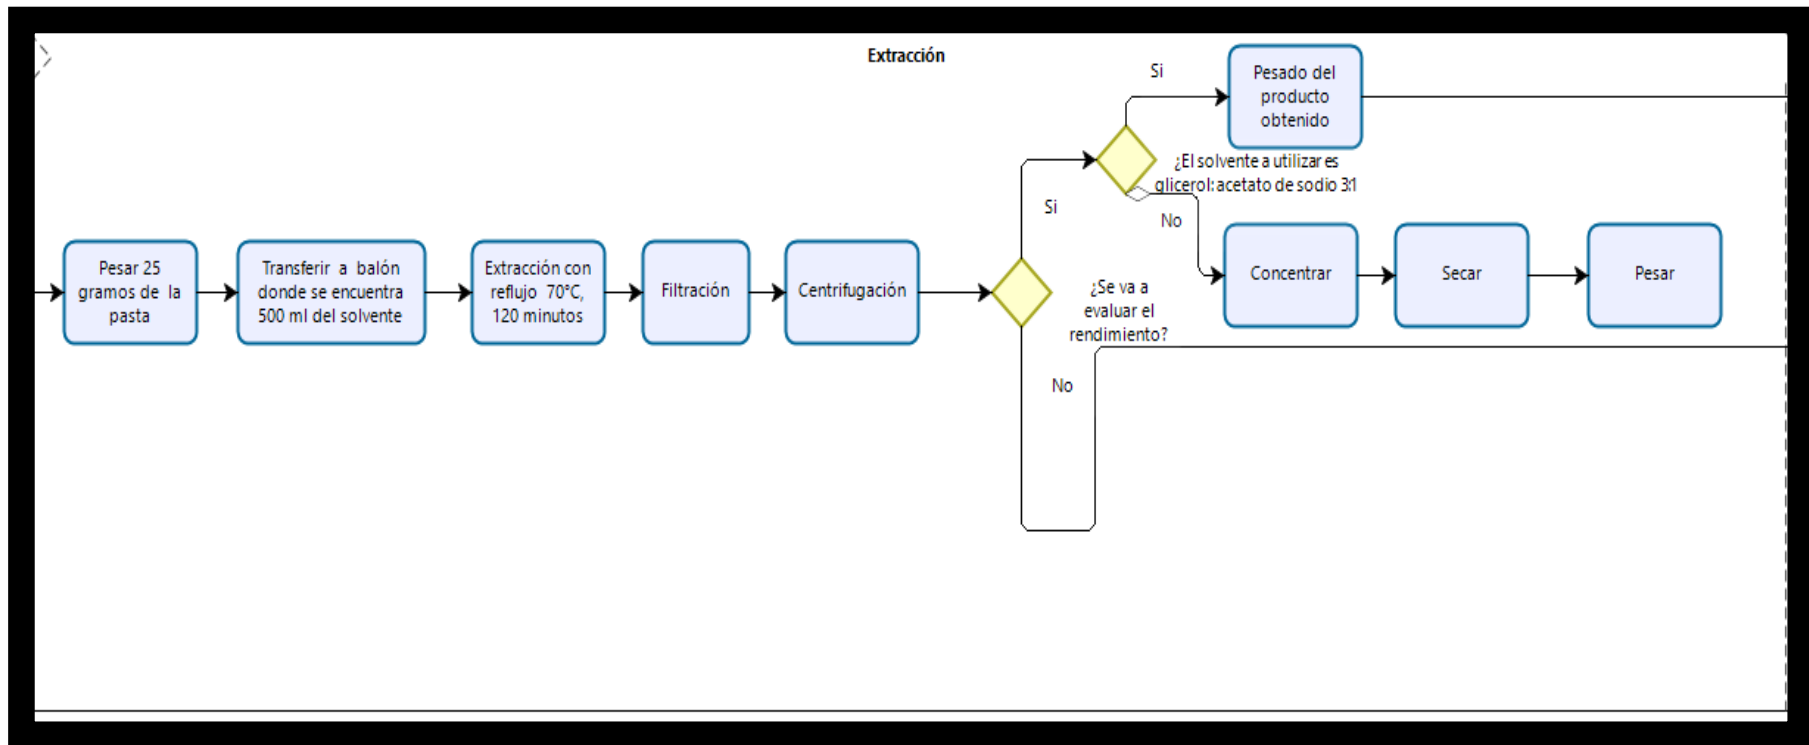 Extracción
Pesar 25
gramos de la
pasta
Transferir a balón
donde se encuentra
500 ml del solvente
Extracción con
reflujo 70°C,
120 minutos
Filtración
Centrifugación
¿Se va a
evaluar el
rendimiento?
Si
No
¿El solvente a utilizar es
glicerol: acetato de sodio 3:1
Si
Pesado del
producto
obtenido
No
Concentrar
Secar
Pesar